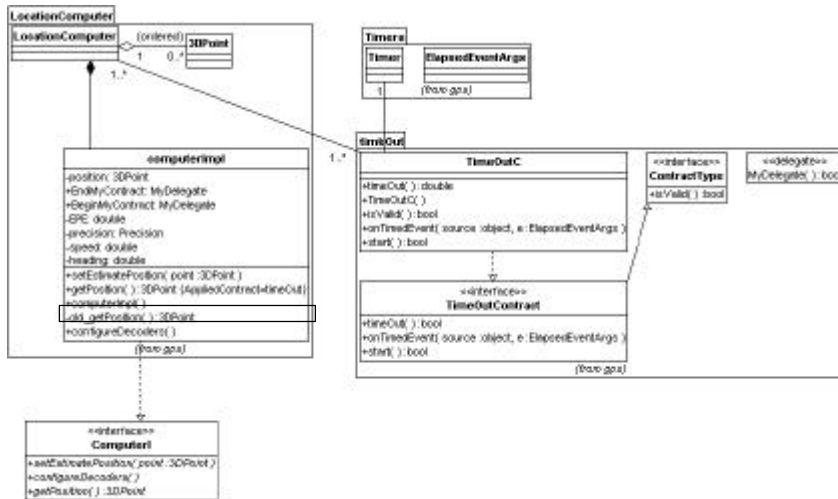 LocationComputer
LocationComputer
(ordered)
3DPoint
1
0..*
1..*
computerImpl
-position: 3DPoint
+EndMyContract: MyDelegate
+BeginMyContract: MyDelegate
-EPE: double
-precision: Precision
-speed: double
-heading: double
+setEstimatePosition( point :3DPoint )
+getPosition( ) : 3DPoint {AppliedContract=timeOut}
+computerImpl( )
-old_getPosition( ) : 3DPoint
+configureDecoders( )
(from gps)
<<interface>>
ComputerI
+setEstimatePosition( point :3DPoint )
+configureDecoders( )
+getPosition( ) : 3DPoint
Timers
Timer
ElapsedEventArgs
1
(from gps)
timeOut
1..*
TimeOutC
+timeOut( ) : double
+TimeOutC( )
+isValid( ) : bool
+onTimedEvent( source :object, e : ElapsedEventArgs )
+start( ) : bool
<<interface>>
ContractType
+isValid( ) : bool
<<delegate>>
MyDelegate( ) : bool
<<interface>>
TimeOutContract
+timeOut( ) : bool
+onTimedEvent( source :object, e : ElapsedEventArgs )
+start( ) : bool
(from gps)